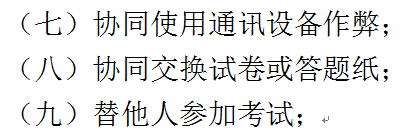 （七）协同使用通讯设备作弊；
（八）协同交换试卷或答题纸；
（九）替他人参加考试；